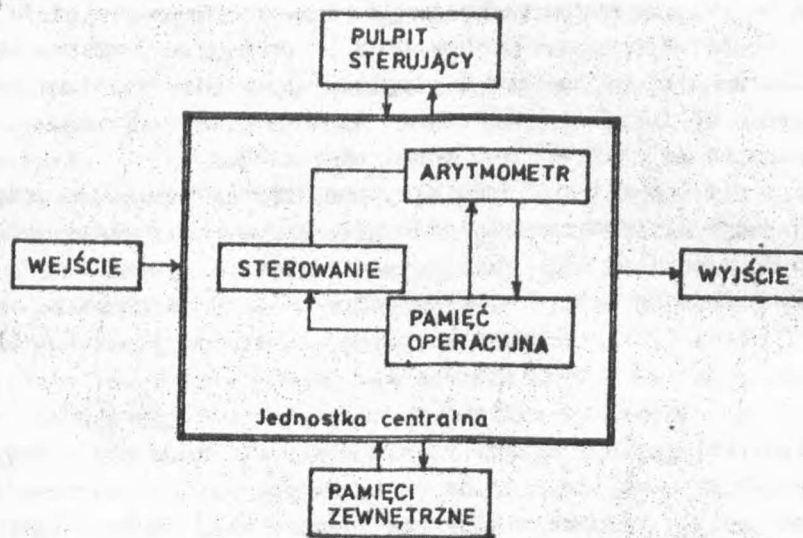 PULPIT
STERUJĄCY
ARYTMOMETR
WEJŚCIE
STEROWANIE
WYJŚCIE
PAMIĘĆ
OPERACYJNA
Jednostka centralna
PAMIĘCI
ZEWNĘTRZNE